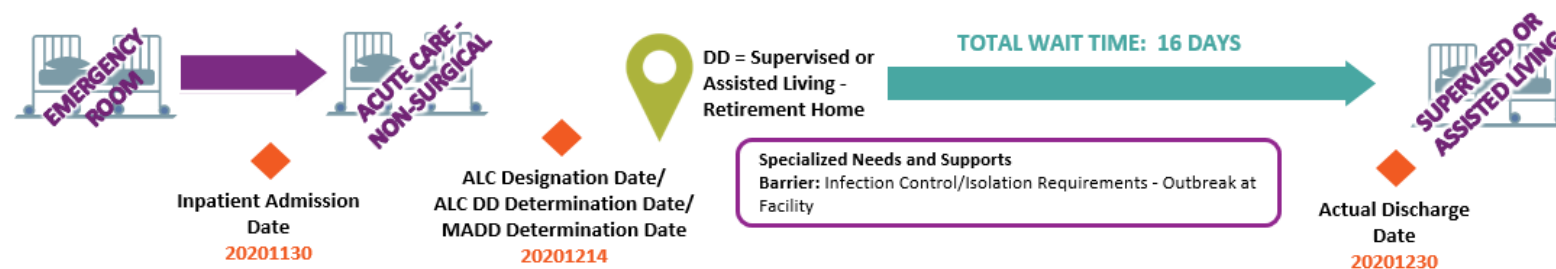 EMERGENCY
ROOM
ACUTE CARE -
NON-SURGICAL
DD = Supervised or
Assisted Living -
Retirement Home
TOTAL WAIT TIME:  16 DAYS
SUPERVISED OR
ASSISTED LIVING
Specialized Needs and Supports
Barrier: Infection Control/Isolation Requirements - Outbreak at
Facility
Inpatient Admission
Date
20201130
ALC Designation Date/
ALC DD Determination Date/
MADD Determination Date
20201214
Actual Discharge
Date
20201230